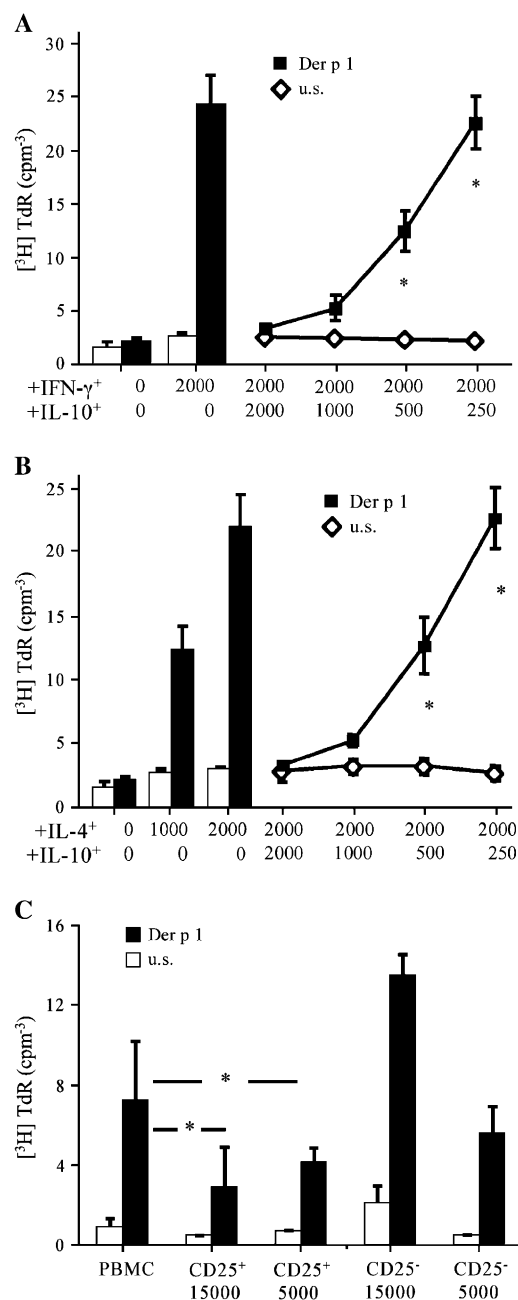 A
[³H] TdR (cpm⁻³)
30
25
20
15
10
5
0
Der p 1
u.s.
*
*
+IFN-γ⁺ 0 2000 2000 2000 2000 2000
+IL-10⁺ 0 0 2000 1000 500 250
B
[³H] TdR (cpm⁻³)
25
20
15
10
5
0
Der p 1
u.s.
*
*
+IL-4⁺ 0 1000 2000 2000 2000 2000 2000
+IL-10⁺ 0 0 0 2000 1000 500 250
C
[³H] TdR (cpm⁻³)
16
12
8
4
0
Der p 1
u.s.
*
*
PBMC CD25⁺ CD25⁺ CD25⁻ CD25⁻
15000 5000 15000 5000